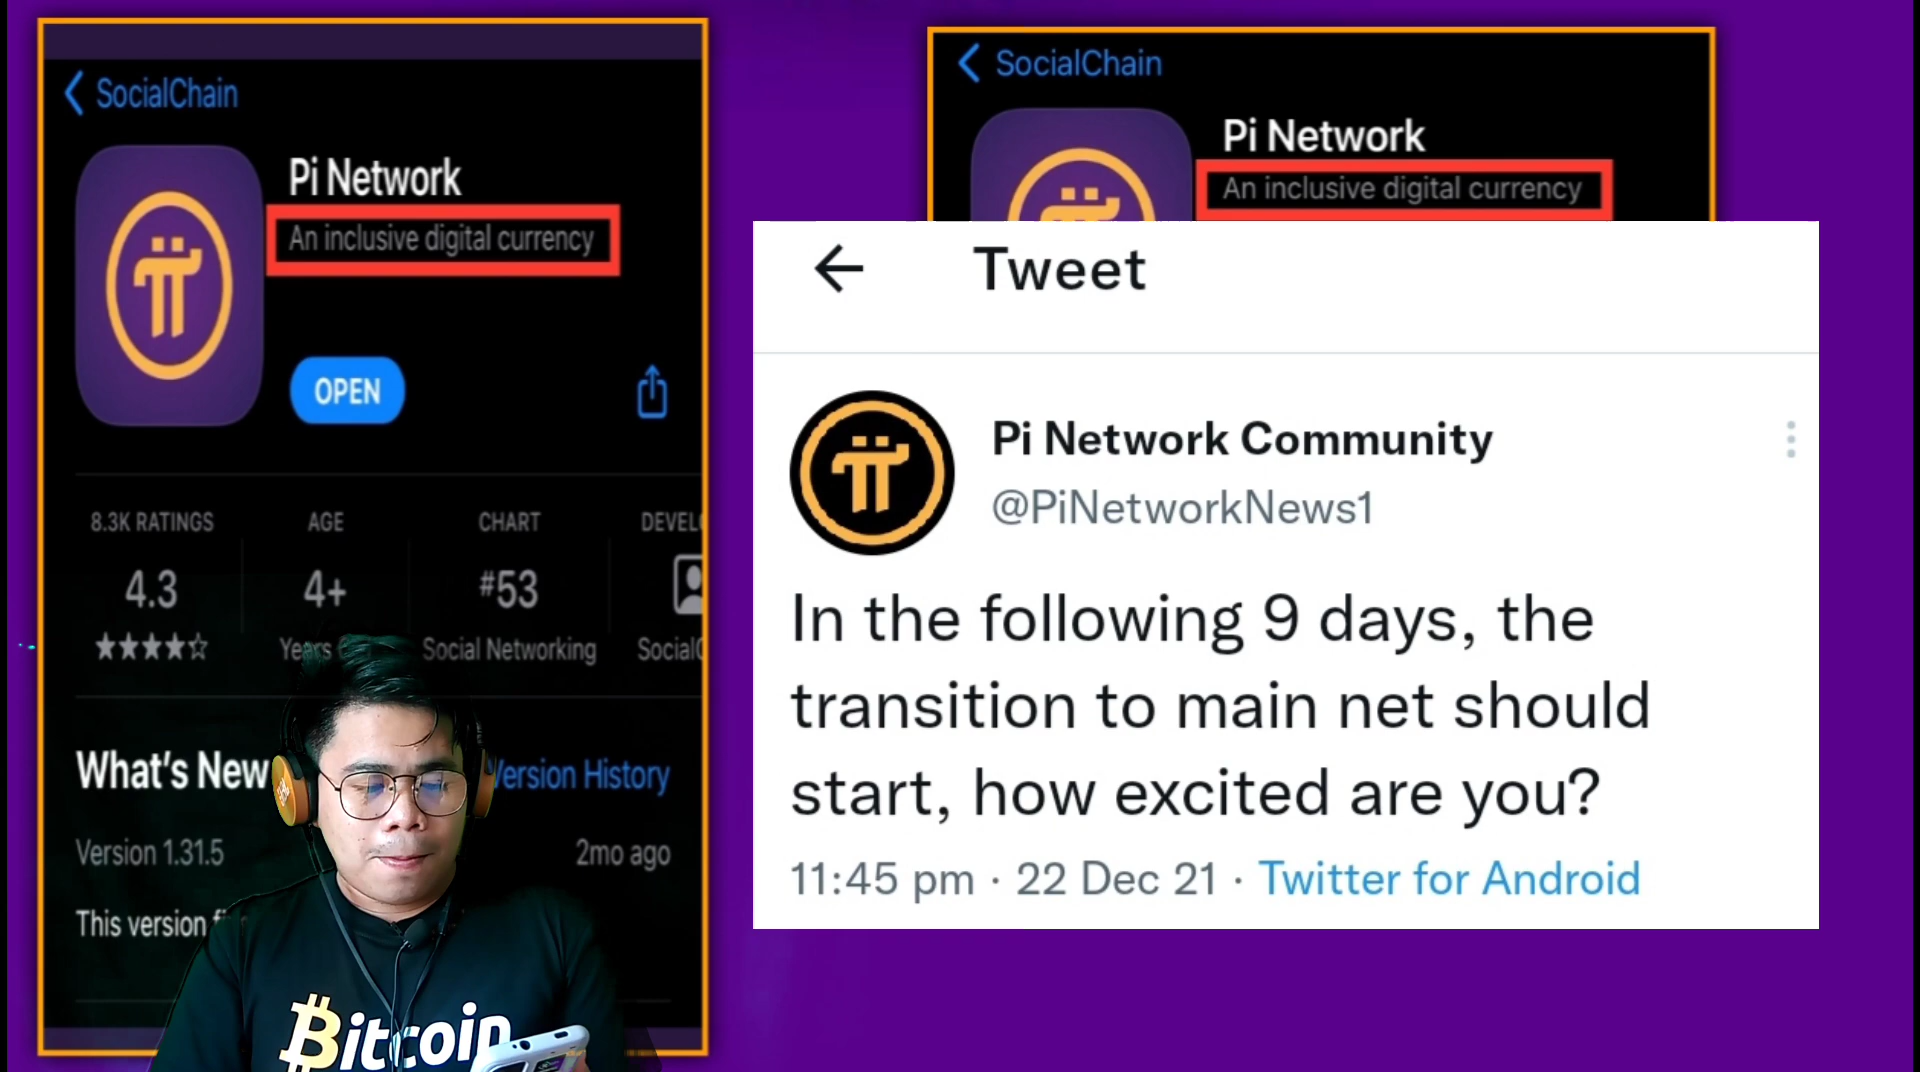 SocialChain
Pi Network
An inclusive digital currency
OPEN
8.3K RATINGS
AGE
CHART
4.3
4+
#53
Years
Social Networking
What's New
Version History
Version 1.31.5
2mo ago
This version
Bitcoin
SocialChain
Pi Network
An inclusive digital currency
Tweet
Pi Network Community
@PiNetworkNews1
In the following 9 days, the
transition to main net should
start, how excited are you?
11:45 pm · 22 Dec 21 · Twitter for Android